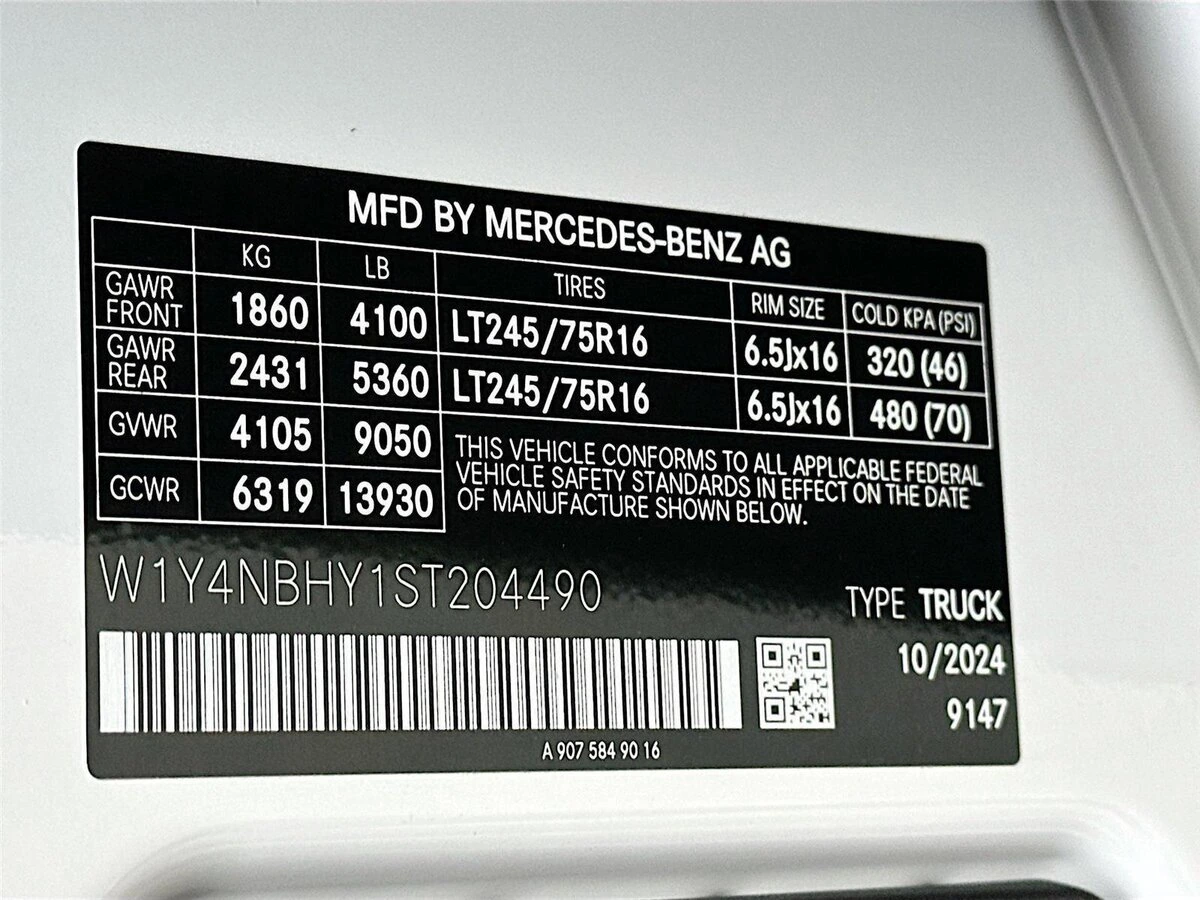 MFD BY MERCEDES-BENZ AG
KG LB TIRES RIM SIZE COLD KPA (PSI)
GAWR FRONT 1860 4100 LT245/75R16 6.5Jx16 320 (46)
GAWR REAR 2431 5360 LT245/75R16 6.5Jx16 480 (70)
GVWR 4105 9050
GCWR 6319 13930
THIS VEHICLE CONFORMS TO ALL APPLICABLE FEDERAL
VEHICLE SAFETY STANDARDS IN EFFECT ON THE DATE
OF MANUFACTURE SHOWN BELOW.
W1Y4NBHY1ST204490
TYPE TRUCK
10/2024
9147
A 907 584 90 16